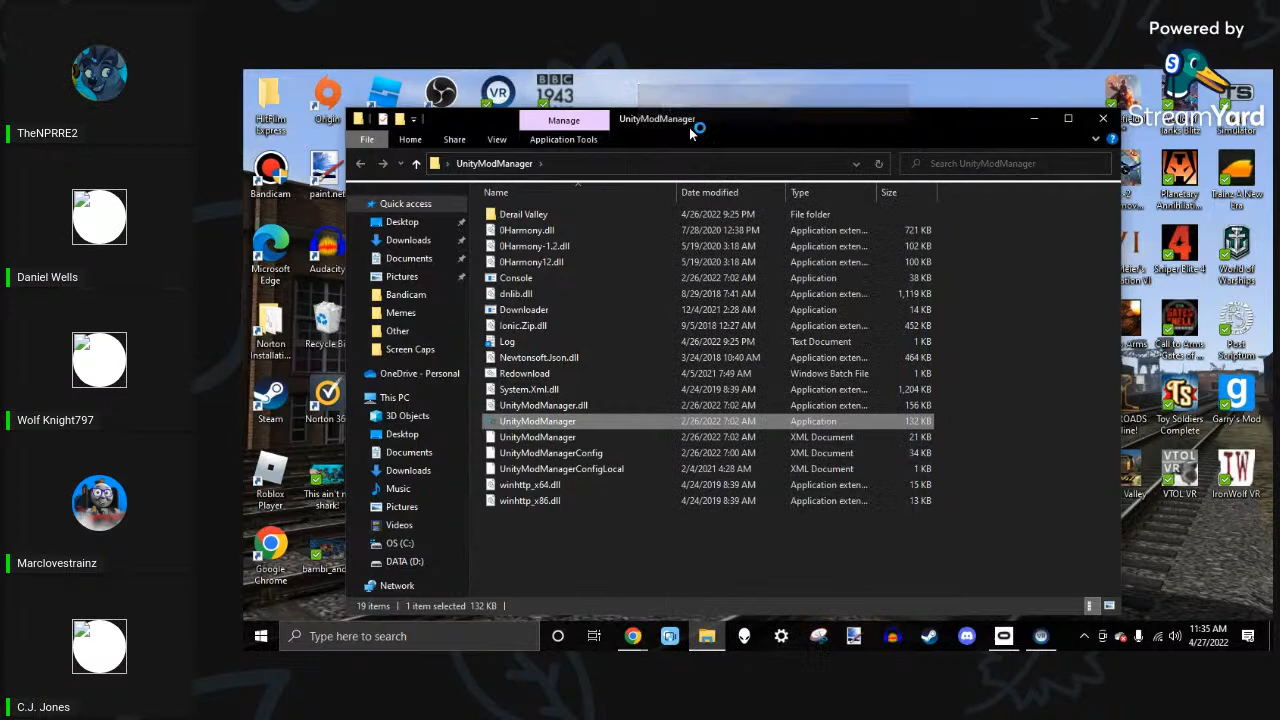 Powered by
StreamYard
TheNPRRE2
Daniel Wells
Wolf Knight797
Marclovestrainz
C.J. Jones
HitFilm Express
Origin
VR
BBC
1943
TS
Simulator
Manage
UnityModManager
File
Home
Share
View
Application Tools
UnityModManager
Search UnityModManager
Bandicam
paint.net
Microsoft Edge
Audacity
Norton Installati...
Recycle Bi
Steam
Norton 36
Roblox Player
This ain't shark!
Google Chrome
bambi_and
Quick access
Desktop
Downloads
Documents
Pictures
Bandicam
Memes
Other
Screen Caps
OneDrive - Personal
This PC
3D Objects
Desktop
Documents
Downloads
Music
Pictures
Videos
OS (C:)
DATA (D:)
Network
Name Date modified Type Size
Derail Valley 4/26/2022 9:25 PM File folder
0Harmony.dll 7/28/2020 12:38 PM Application exten... 721 KB
0Harmony-1.2.dll 5/19/2020 3:18 AM Application exten... 102 KB
0Harmony12.dll 5/19/2020 3:18 AM Application exten... 100 KB
Console 2/26/2022 7:02 AM Application 38 KB
dnlib.dll 8/29/2018 7:41 AM Application exten... 1,119 KB
Downloader 12/4/2021 2:28 AM Application 14 KB
Ionic.Zip.dll 9/5/2018 12:27 AM Application exten... 452 KB
Log 4/26/2022 9:25 PM Text Document 1 KB
Newtonsoft.Json.dll 3/24/2018 10:40 AM Application exten... 464 KB
Redownload 4/5/2021 7:49 AM Windows Batch File 1 KB
System.Xml.dll 4/24/2019 8:39 AM Application exten... 1,204 KB
UnityModManager.dll 2/26/2022 7:02 AM Application exten... 156 KB
UnityModManager 2/26/2022 7:02 AM Application 132 KB
UnityModManager 2/26/2022 7:02 AM XML Document 21 KB
UnityModManagerConfig 2/26/2022 7:00 AM XML Document 34 KB
UnityModManagerConfigLocal 2/4/2021 4:28 AM XML Document 1 KB
winhttp_x64.dll 4/24/2019 8:39 AM Application exten... 15 KB
winhttp_x86.dll 4/24/2019 8:39 AM Application exten... 13 KB
19 items 1 item selected 132 KB
Tanks Blitz
Planetary Annihilati...
Trainz A New Era
Sniper Elite 4
World of Warships
Call to Arms Gates of ...
Post Scriptum
Toy Soldiers Complete
Garry's Mod
Valley
VTOL VR
IronWolf VR
Type here to search
11:35 AM
4/27/2022